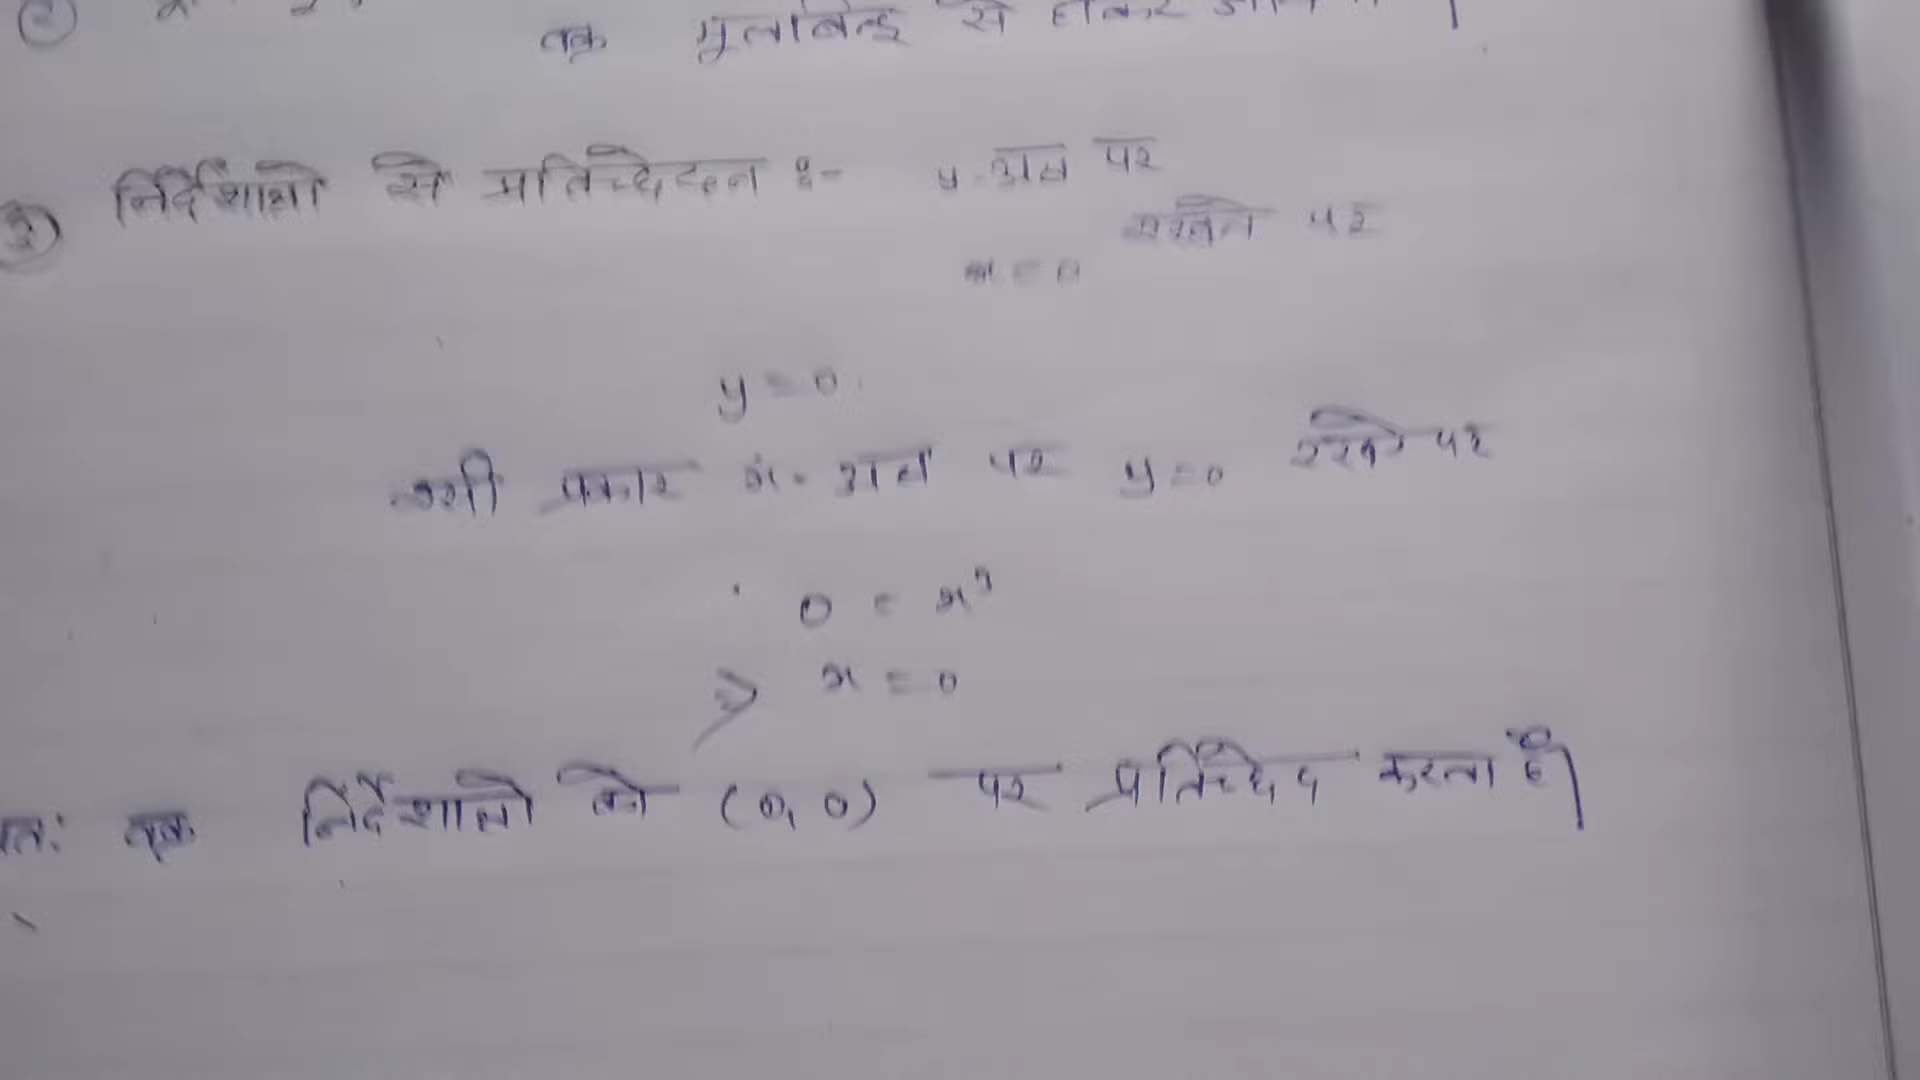 वक्र मूलबिन्दु से होकर
③ निर्देशाक्षो से प्रतिच्छेदन :- y-अक्ष पर
x = 0 रखने पर
y = 0
इसी प्रकार x-अक्ष पर y = 0 रखने पर
0 = x³
⇒ x = 0
अतः वक्र निर्देशाक्षो को (0, 0) पर प्रतिच्छेद करता है।